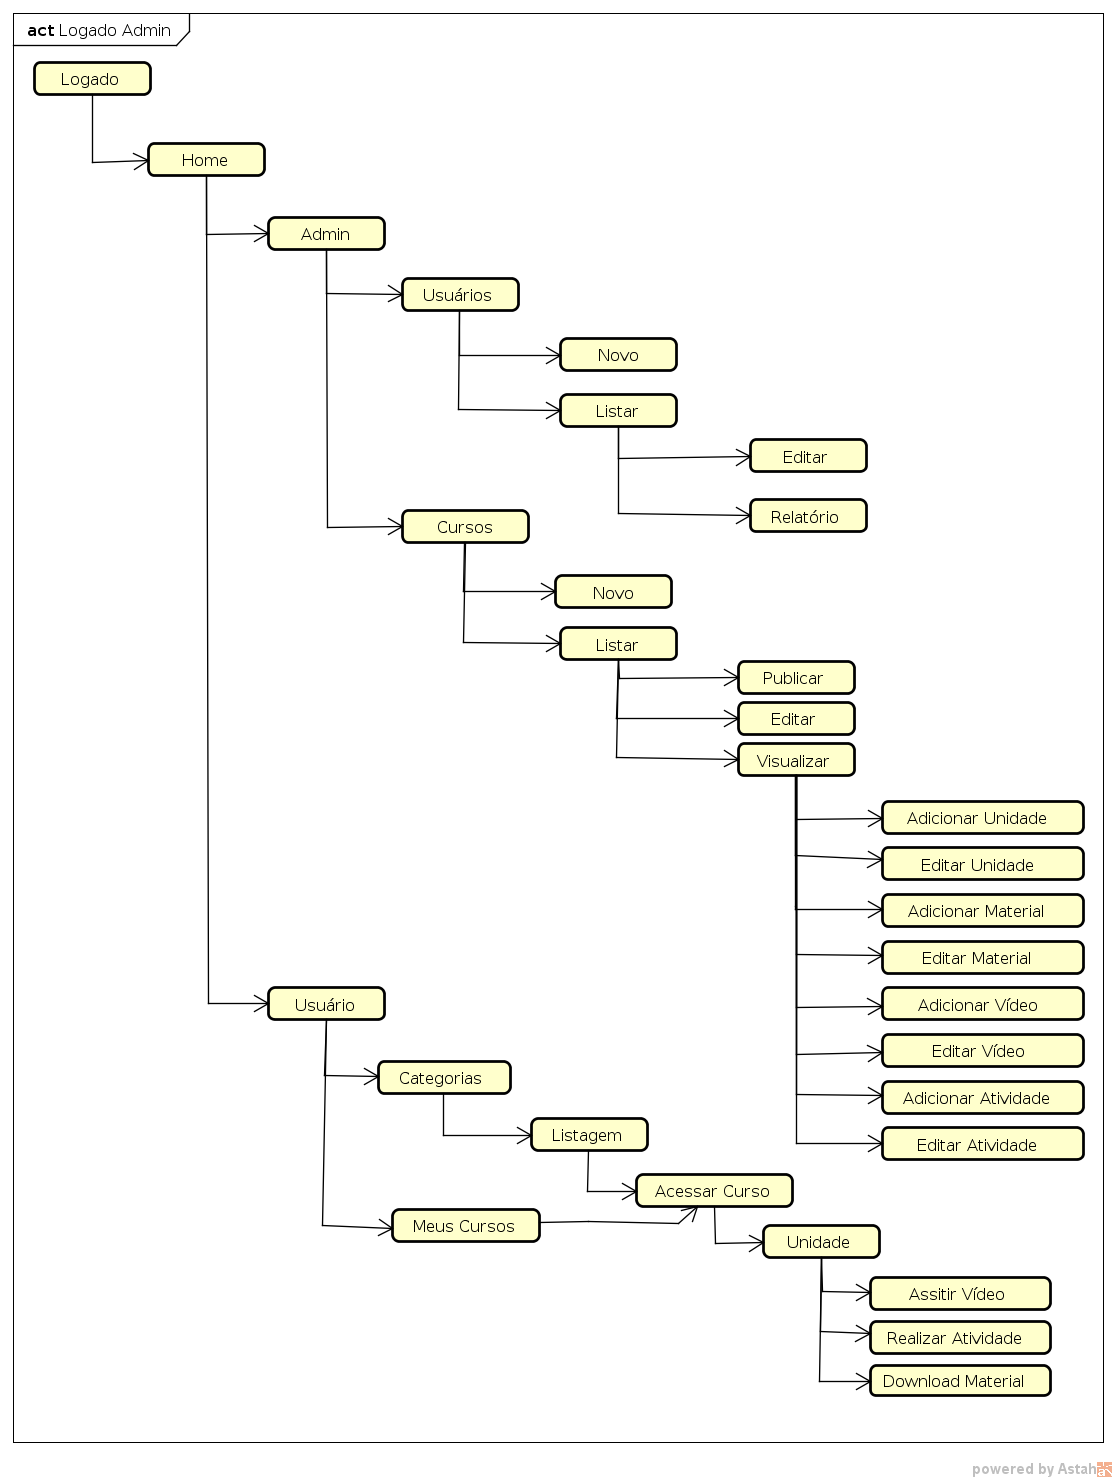 act Logado Admin
Logado
Home
Admin
Usuários
Novo
Listar
Editar
Relatório
Cursos
Novo
Listar
Publicar
Editar
Visualizar
Adicionar Unidade
Editar Unidade
Adicionar Material
Editar Material
Adicionar Vídeo
Editar Vídeo
Adicionar Atividade
Editar Atividade
Usuário
Categorias
Listagem
Acessar Curso
Meus Cursos
Unidade
Assitir Vídeo
Realizar Atividade
Download Material
powered by Astah